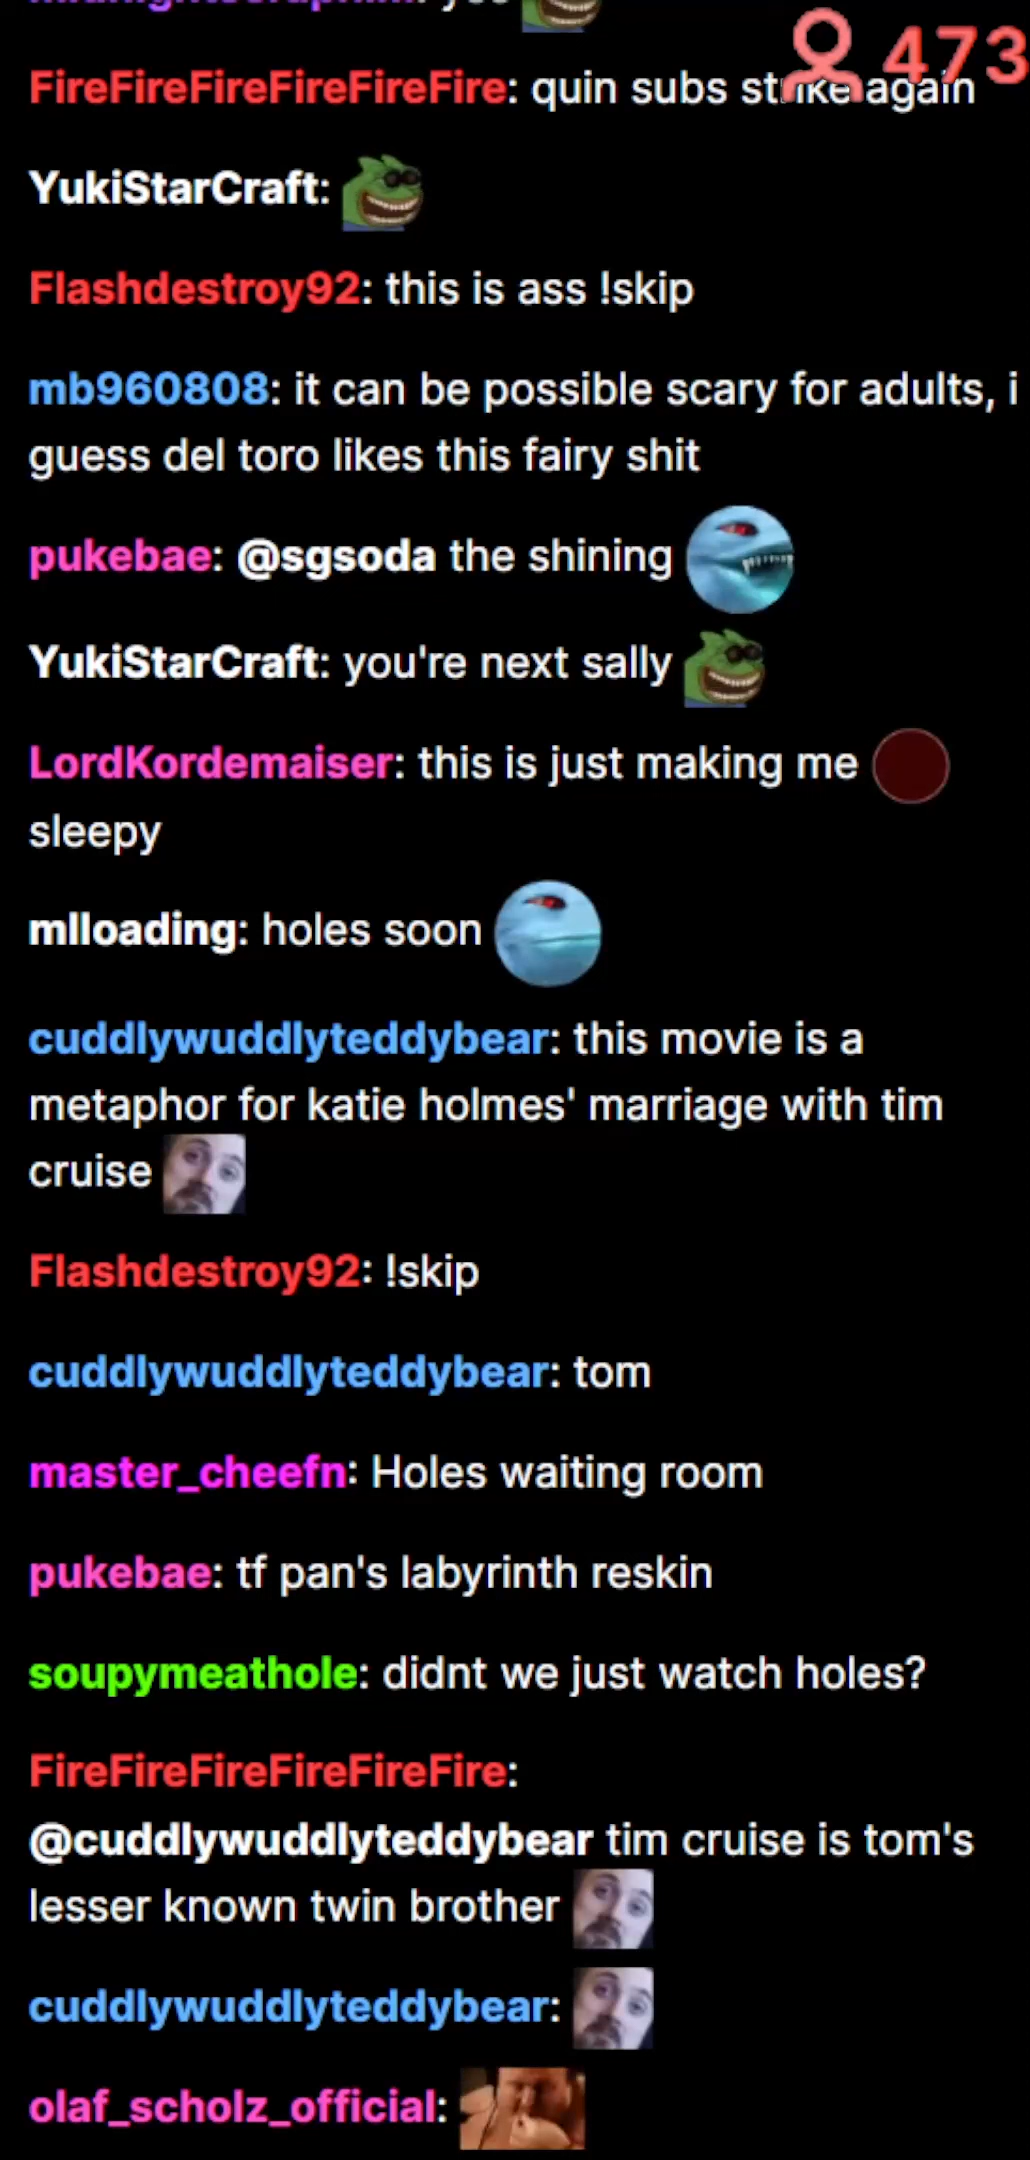 473
FireFireFireFireFireFire: quin subs strike again
YukiStarCraft:
Flashdestroy92: this is ass !skip
mb960808: it can be possible scary for adults, i
guess del toro likes this fairy shit
pukebae: @sgsoda the shining
YukiStarCraft: you're next sally
LordKordemaiser: this is just making me
sleepy
mlloading: holes soon
cuddlywuddlyteddybear: this movie is a
metaphor for katie holmes' marriage with tim
cruise
Flashdestroy92: !skip
cuddlywuddlyteddybear: tom
master_cheefn: Holes waiting room
pukebae: tf pan's labyrinth reskin
soupymeathole: didnt we just watch holes?
FireFireFireFireFireFire:
@cuddlywuddlyteddybear tim cruise is tom's
lesser known twin brother
cuddlywuddlyteddybear:
olaf_scholz_official: